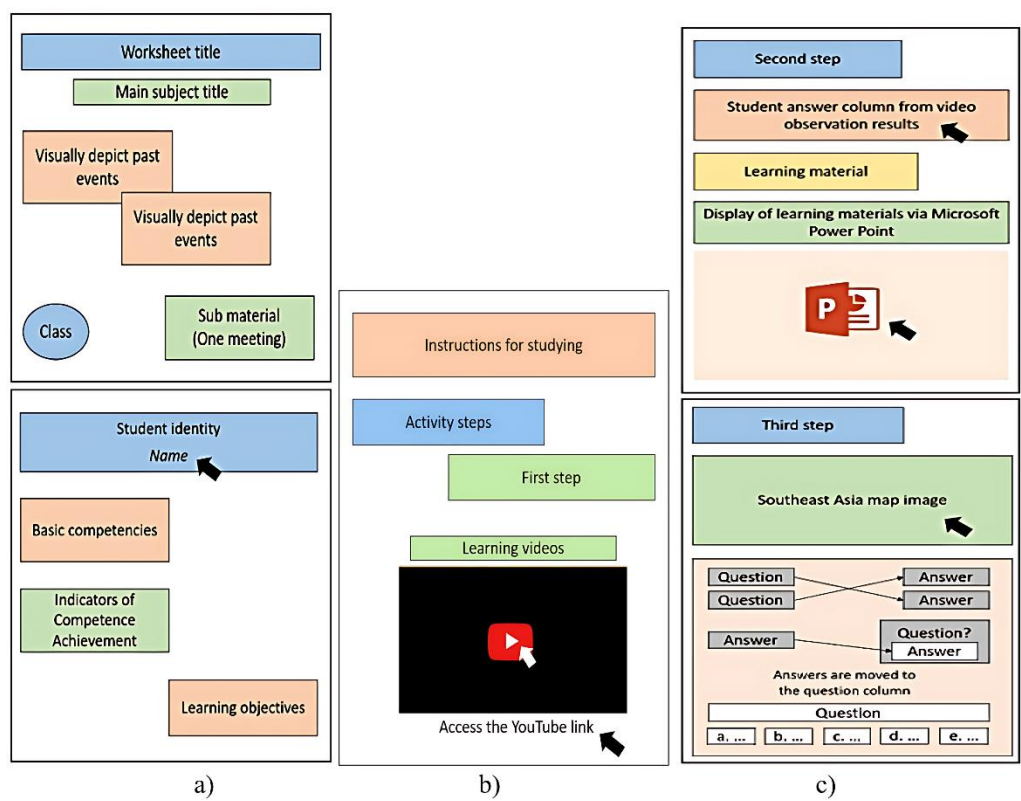 Worksheet title
Main subject title
Visually depict past
events
Visually depict past
events
Class
Sub material
(One meeting)
Student identity
Name
Basic competencies
Indicators of
Competence
Achievement
Learning objectives
a)
Instructions for studying
Activity steps
First step
Learning videos
Access the YouTube link
b)
Second step
Student answer column from video
observation results
Learning material
Display of learning materials via Microsoft
Power Point
P
Third step
Southeast Asia map image
Question
Answer
Question
Answer
Answer
Question?
Answer
Answers are moved to
the question column
Question
a. ...
b. ...
c. ...
d. ...
e. ...
c)